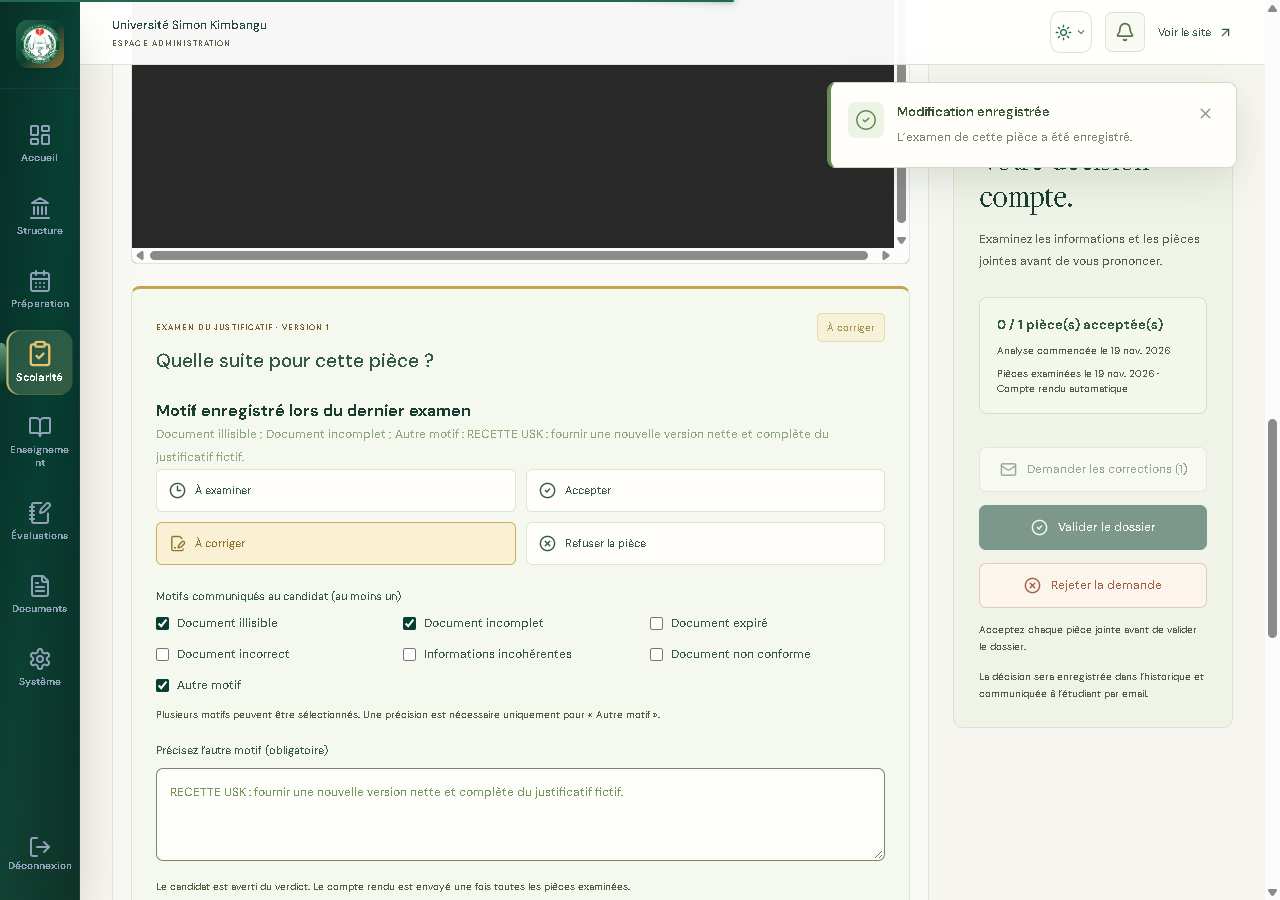 Université Simon Kimbangu
ESPACE ADMINISTRATION
Voir le site
Accueil
Structure
Préparation
Scolarité
Enseigneme
nt
Évaluations
Documents
Système
Déconnexion
Modification enregistrée
L'examen de cette pièce a été enregistré.
EXAMEN DU JUSTIFICATIF · VERSION 1
À corriger
Quelle suite pour cette pièce ?
Motif enregistré lors du dernier examen
Document illisible ; Document incomplet ; Autre motif : RECETTE USK : fournir une nouvelle version nette et complète du
justificatif fictif.
À examiner
Accepter
À corriger
Refuser la pièce
Motifs communiqués au candidat (au moins un)
Document illisible
Document incomplet
Document expiré
Document incorrect
Informations incohérentes
Document non conforme
Autre motif
Plusieurs motifs peuvent être sélectionnés. Une précision est nécessaire uniquement pour « Autre motif ».
Précisez l'autre motif (obligatoire)
RECETTE USK : fournir une nouvelle version nette et complète du justificatif fictif.
Le candidat est averti du verdict. Le compte rendu est envoyé une fois toutes les pièces examinées.
Votre décision
compte.
Examinez les informations et les pièces
jointes avant de vous prononcer.
0 / 1 pièce(s) acceptée(s)
Analyse commencée le 19 nov. 2026
Pièces examinées le 19 nov. 2026 ·
Compte rendu automatique
Demander les corrections (1)
Valider le dossier
Rejeter la demande
Acceptez chaque pièce jointe avant de valider
le dossier.
La décision sera enregistrée dans l'historique et
communiquée à l'étudiant par email.